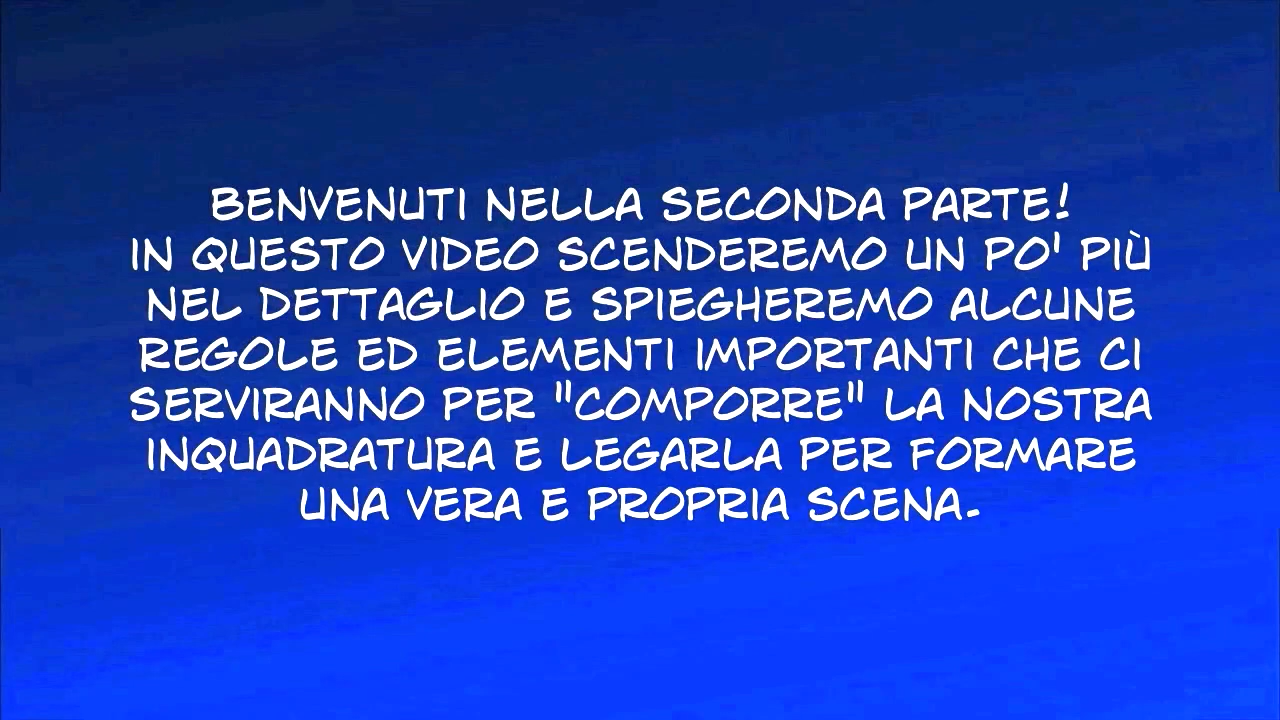 BENVENUTI NELLA SECONDA PARTE!
IN QUESTO VIDEO SCENDEREMO UN PO' PIÙ
NEL DETTAGLIO E SPIEGHEREMO ALCUNE
REGOLE ED ELEMENTI IMPORTANTI CHE CI
SERVIRANNO PER "COMPORRE" LA NOSTRA
INQUADRATURA E LEGARLA PER FORMARE
UNA VERA E PROPRIA SCENA.